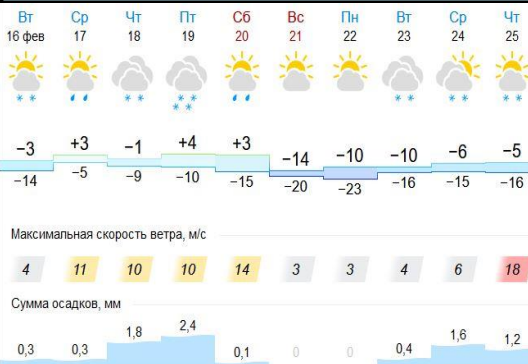 Вт Ср Чт Пт Сб Вс Пн Вт Ср Чт
16 фев 17 18 19 20 21 22 23 24 25
−3 +3 −1 +4 +3 −14 −10 −10 −6 −5
−14 −5 −9 −10 −15 −20 −23 −16 −15 −16
Максимальная скорость ветра, м/с
4 11 10 10 14 3 3 4 6 18
Сумма осадков, мм
0,3 0,3 1,8 2,4 0,1 0 0 0,4 1,6 1,2